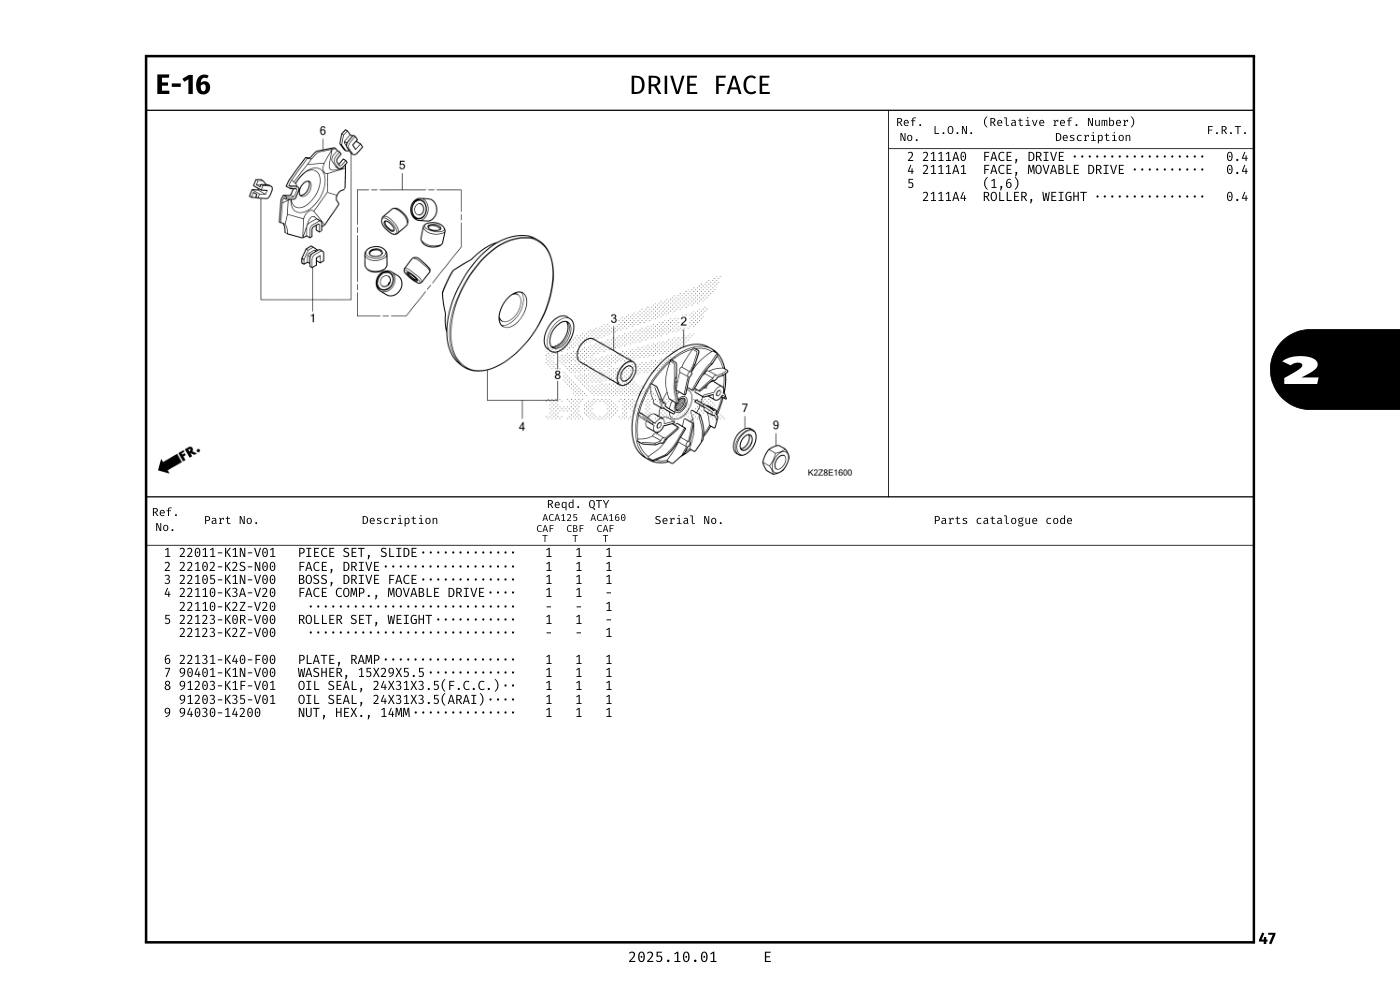 E-16
DRIVE FACE
6
5
1
3
2
8
4
7
9
HONDA
FR.
K2Z8E1600
Ref. No. L.O.N. (Relative ref. Number) Description F.R.T.
2 2111A0 FACE, DRIVE ·················· 0.4
4 2111A1 FACE, MOVABLE DRIVE ·········· 0.4
5 (1,6)
2111A4 ROLLER, WEIGHT ··············· 0.4
2
Ref. No. Part No. Description Reqd. QTY Serial No. Parts catalogue code
ACA125 ACA160
CAF CBF CAF
T T T
1 22011-K1N-V01 PIECE SET, SLIDE ············· 1 1 1
2 22102-K2S-N00 FACE, DRIVE ·················· 1 1 1
3 22105-K1N-V00 BOSS, DRIVE FACE ············· 1 1 1
4 22110-K3A-V20 FACE COMP., MOVABLE DRIVE ···· 1 1 -
22110-K2Z-V20 ···························· - - 1
5 22123-K0R-V00 ROLLER SET, WEIGHT ··········· 1 1 -
22123-K2Z-V00 ···························· - - 1
6 22131-K40-F00 PLATE, RAMP ·················· 1 1 1
7 90401-K1N-V00 WASHER, 15X29X5.5 ············ 1 1 1
8 91203-K1F-V01 OIL SEAL, 24X31X3.5(F.C.C.) ·· 1 1 1
91203-K35-V01 OIL SEAL, 24X31X3.5(ARAI) ···· 1 1 1
9 94030-14200 NUT, HEX., 14MM ·············· 1 1 1
47
2025.10.01 E